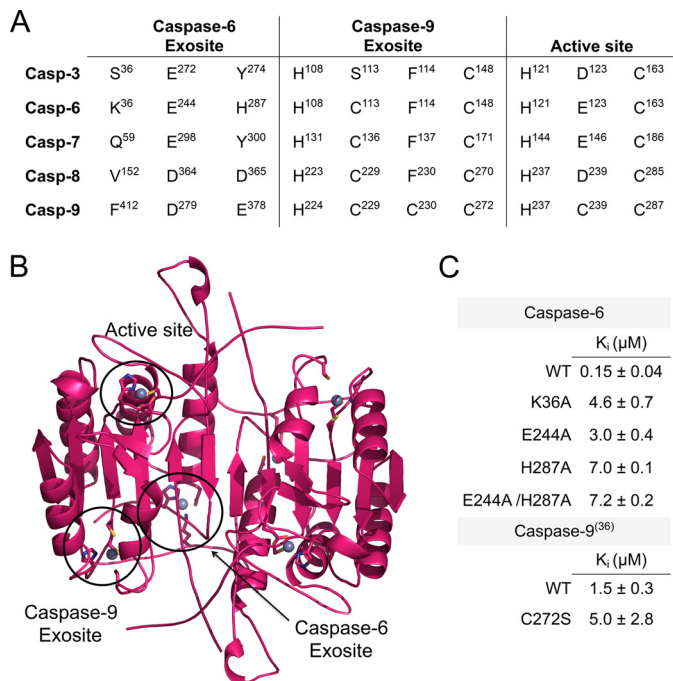 A
Caspase-6 Exosite Caspase-9 Exosite Active site
Casp-3 S36 E272 Y274 H108 S113 F114 C148 H121 D123 C163
Casp-6 K36 E244 H287 H108 C113 F114 C148 H121 E123 C163
Casp-7 Q59 E298 Y300 H131 C136 F137 C171 H144 E146 C186
Casp-8 V152 D364 D365 H223 C229 F230 C270 H237 D239 C285
Casp-9 F412 D279 E378 H224 C229 C230 C272 H237 C239 C287
B
Active site
Caspase-9
Exosite
Caspase-6
Exosite
C
Caspase-6
Ki (µM)
WT 0.15 ± 0.04
K36A 4.6 ± 0.7
E244A 3.0 ± 0.4
H287A 7.0 ± 0.1
E244A /H287A 7.2 ± 0.2
Caspase-9(36)
Ki (µM)
WT 1.5 ± 0.3
C272S 5.0 ± 2.8